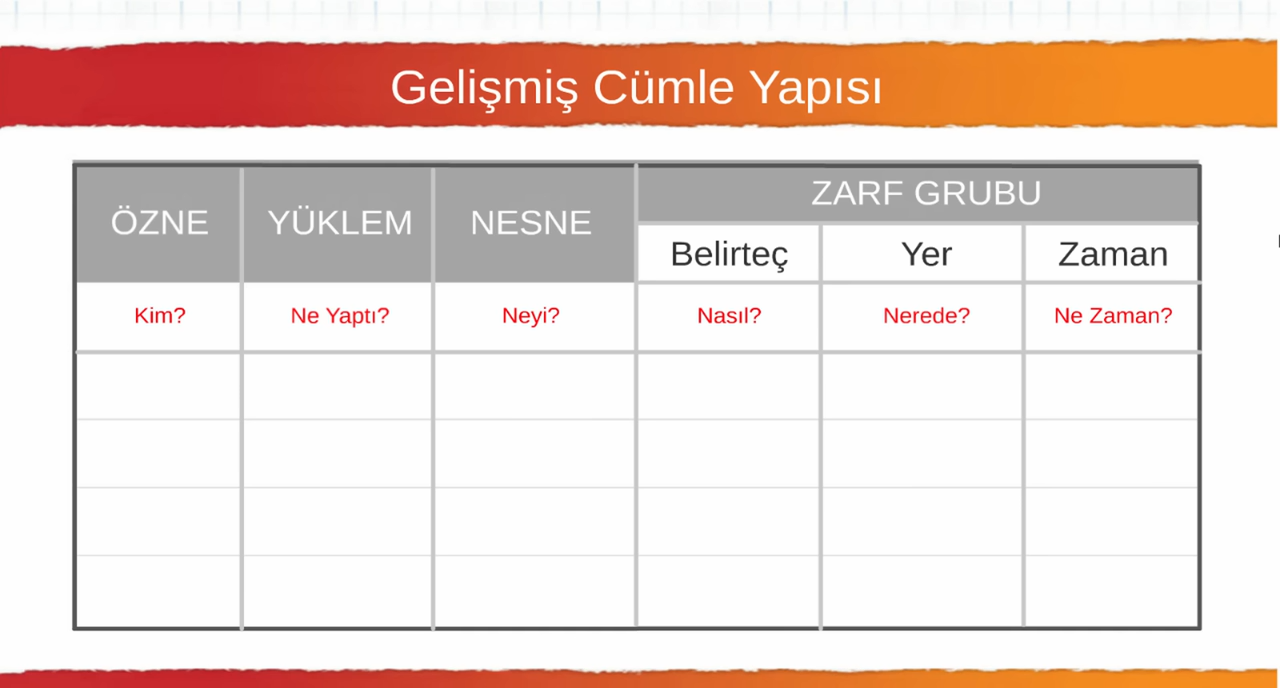 Gelişmiş Cümle Yapısı
ÖZNE YÜKLEM NESNE ZARF GRUBU
Belirteç Yer Zaman
Kim? Ne Yaptı? Neyi? Nasıl? Nerede? Ne Zaman?